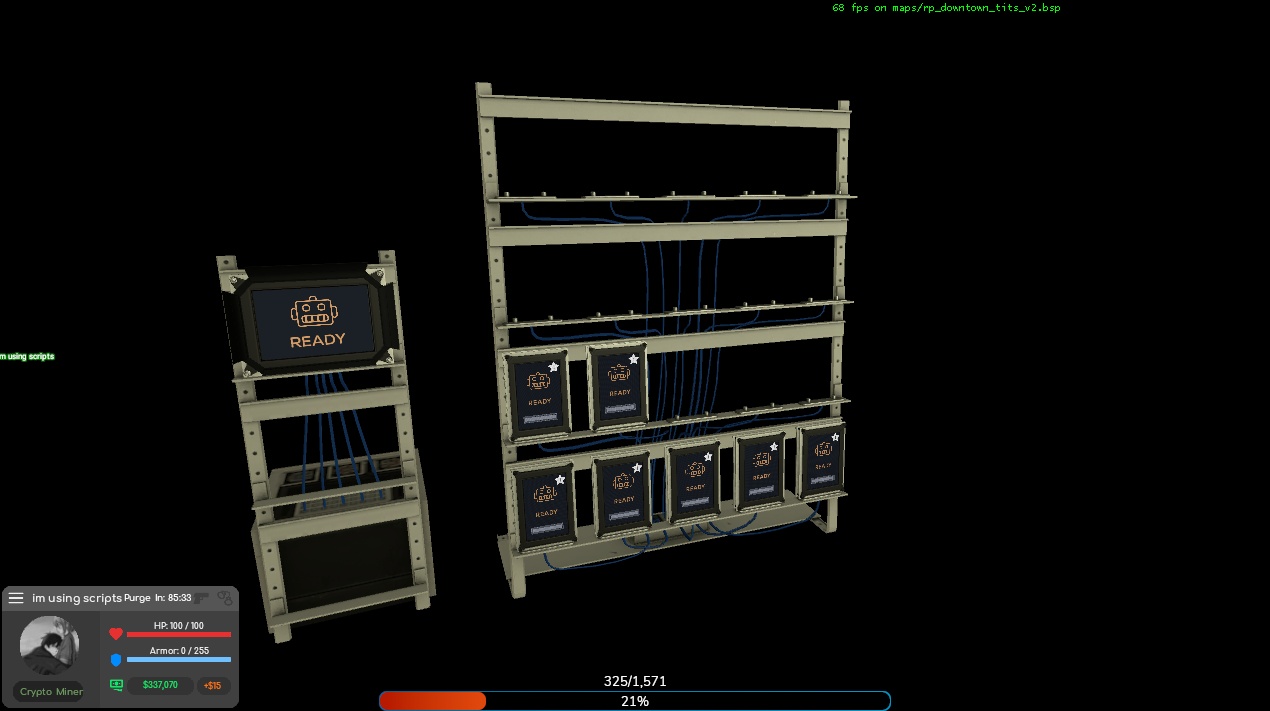 68 fps on maps/rp_downtown_tits_v2.bsp
READY
READY
READY
im using scripts
READY
READY
READY
READY
READY
im using scripts Purge In: 85:33
HP: 100 / 100
Armor: 0 / 255
Crypto Miner
$337,070
+$15
325/1,571
21%